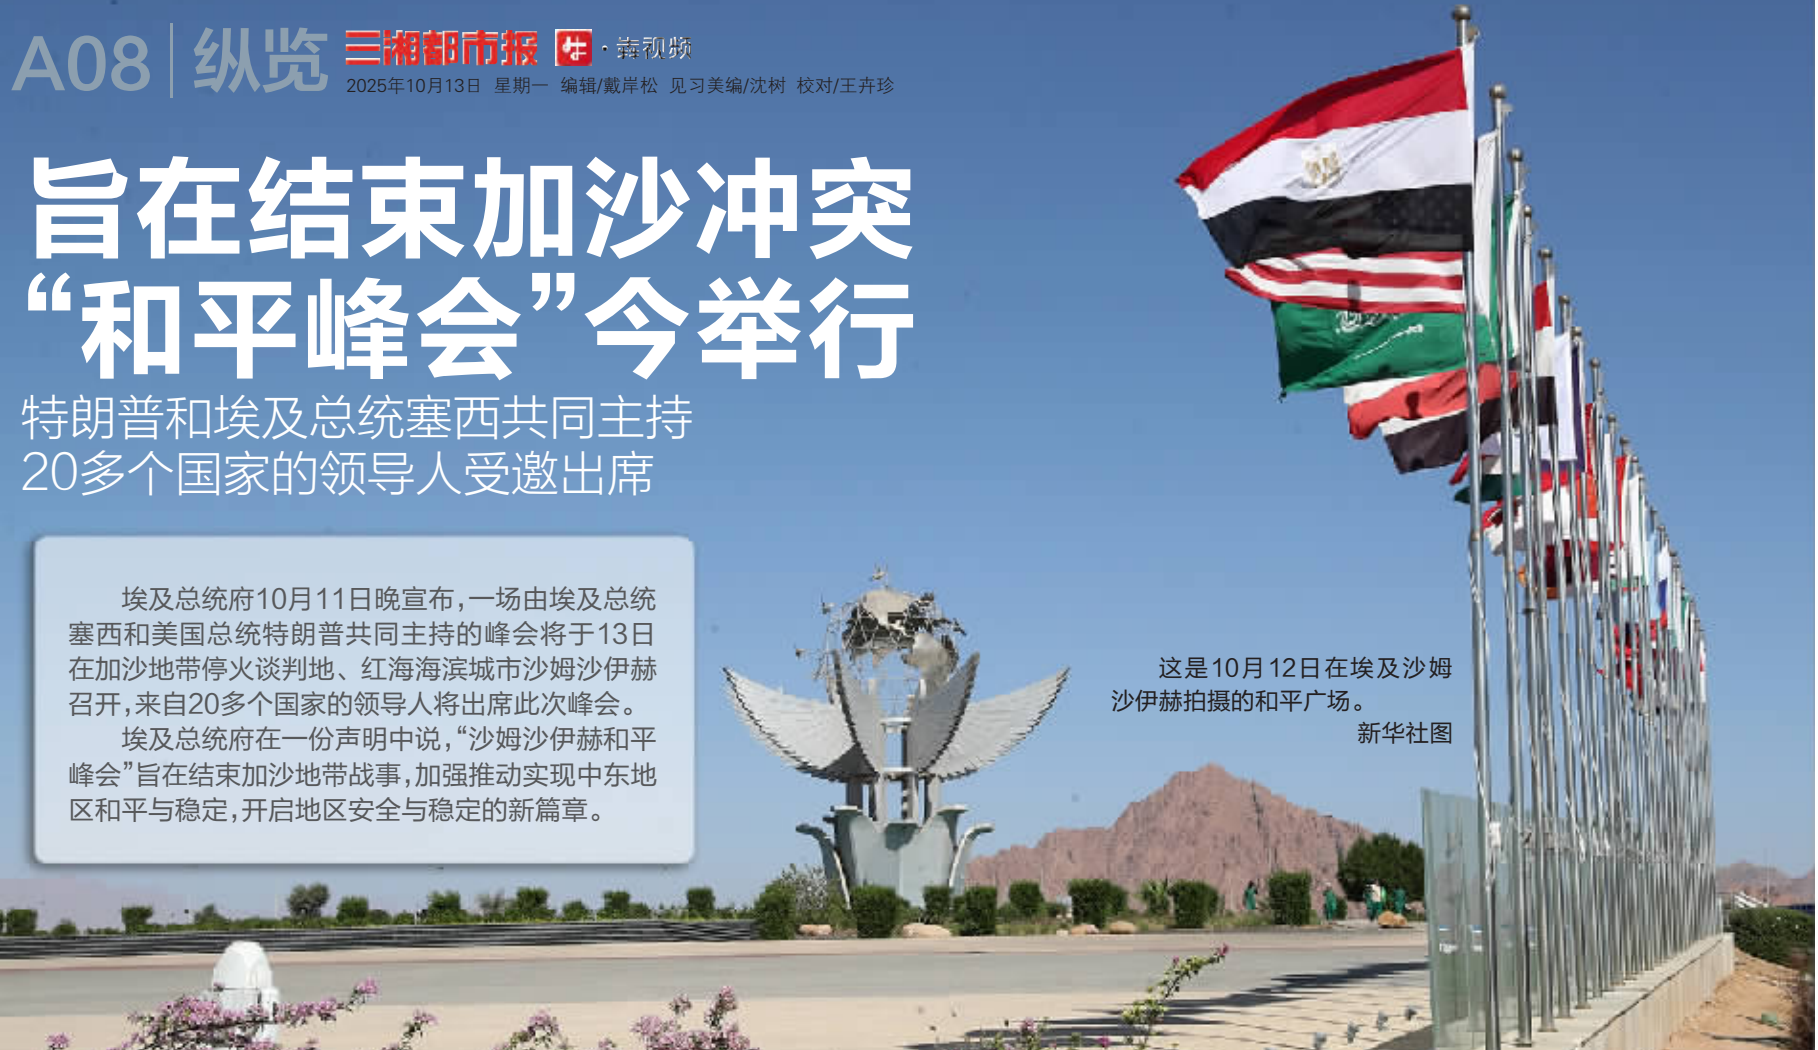 A08 纵览 三湘都市报 · 犇视频
2025年10月13日 星期一 编辑/戴岸松 见习美编/沈树 校对/王卉珍
旨在结束加沙冲突
“和平峰会”今举行
特朗普和埃及总统塞西共同主持
20多个国家的领导人受邀出席
埃及总统府10月11日晚宣布，一场由埃及总统
塞西和美国总统特朗普共同主持的峰会将于13日
在加沙地带停火谈判地、红海海滨城市沙姆沙伊赫
召开，来自20多个国家的领导人将出席此次峰会。
埃及总统府在一份声明中说，“沙姆沙伊赫和平
峰会”旨在结束加沙地带战事，加强推动实现中东地
区和平与稳定，开启地区安全与稳定的新篇章。
这是10月12日在埃及沙姆
沙伊赫拍摄的和平广场。
新华社图